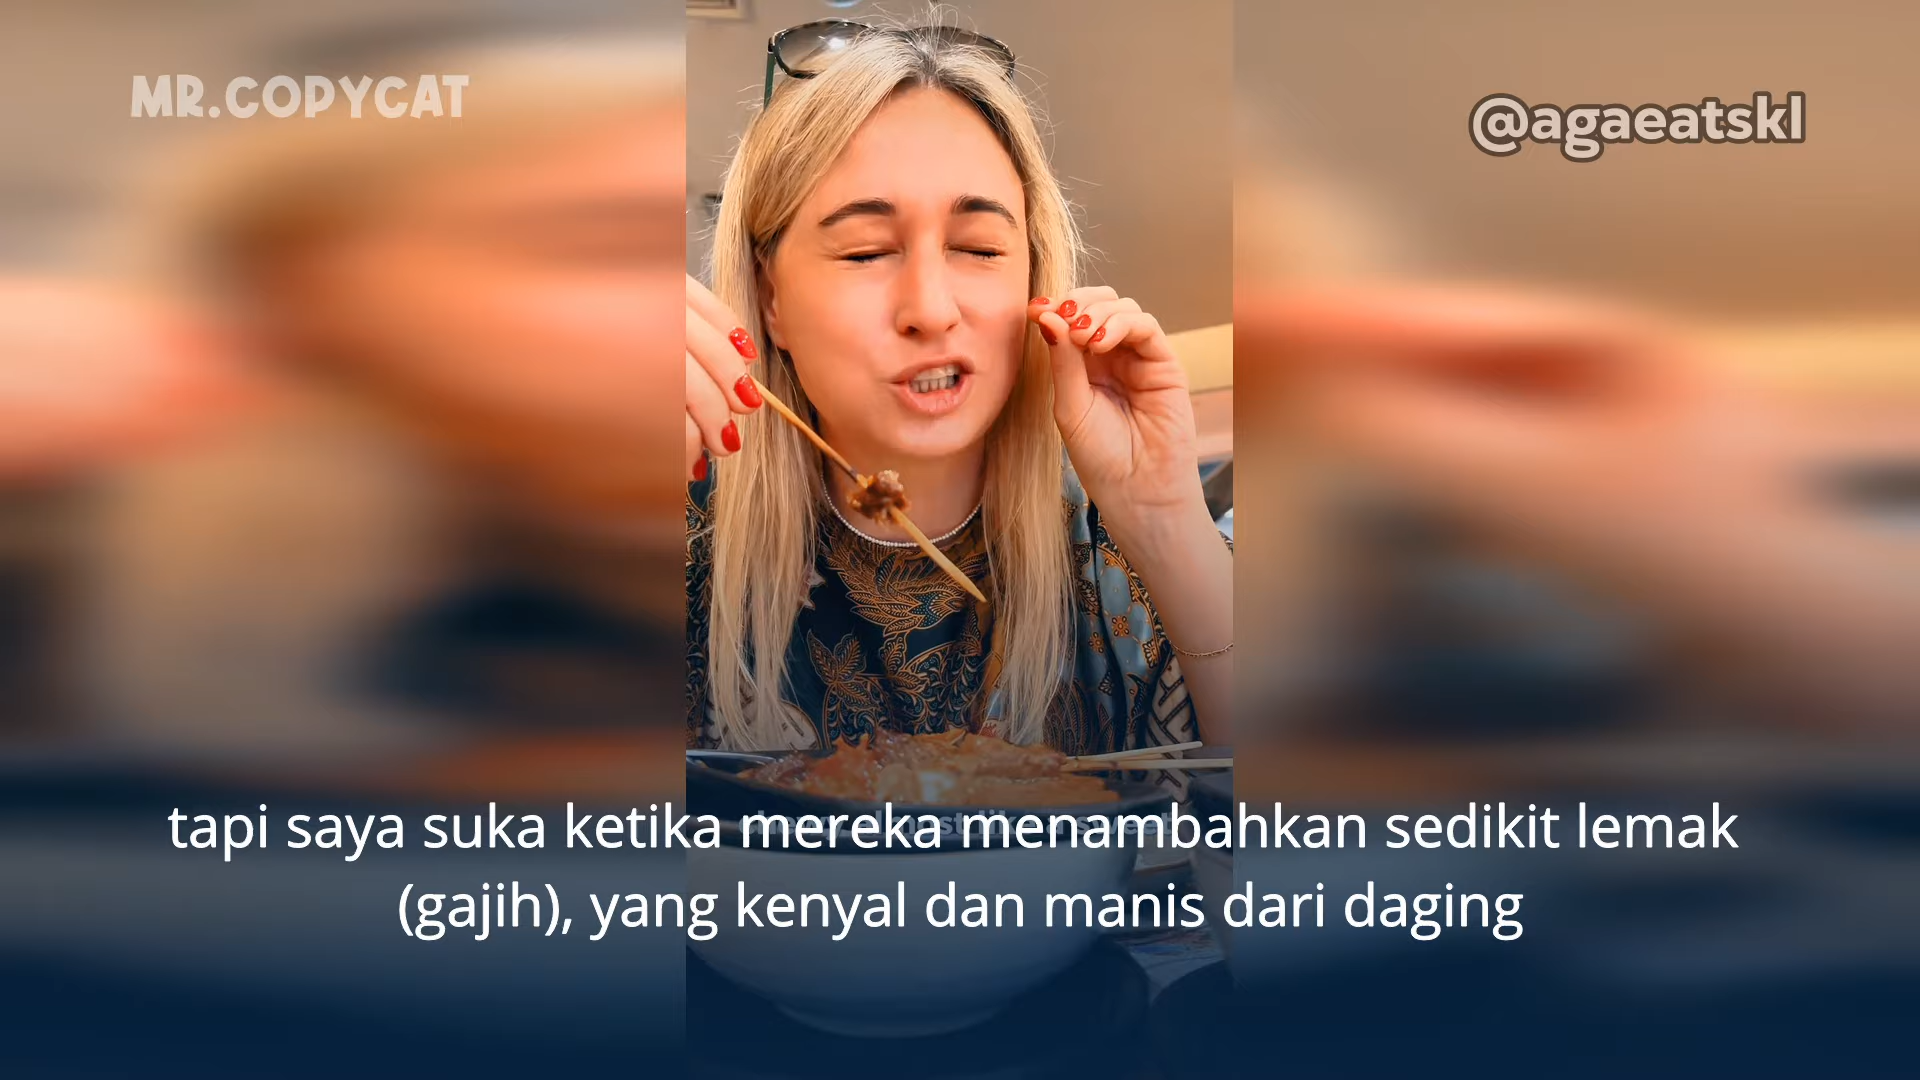 MR.COPYCAT
@agaeatskl
tapi saya suka ketika mereka menambahkan sedikit lemak
(gajih), yang kenyal dan manis dari daging